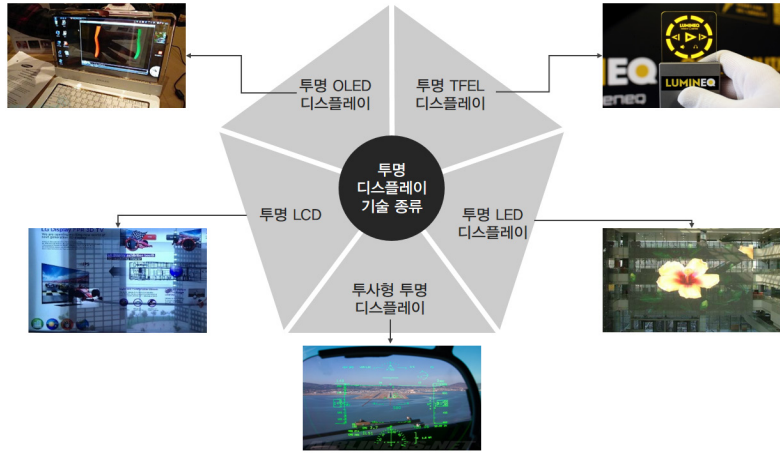 투명 OLED
디스플레이
투명 TFEL
디스플레이
LUMINEQ
EQ
LUMINEQ
투명
디스플레이
기술 종류
투명 LCD
투명 LED
디스플레이
투사형 투명
디스플레이